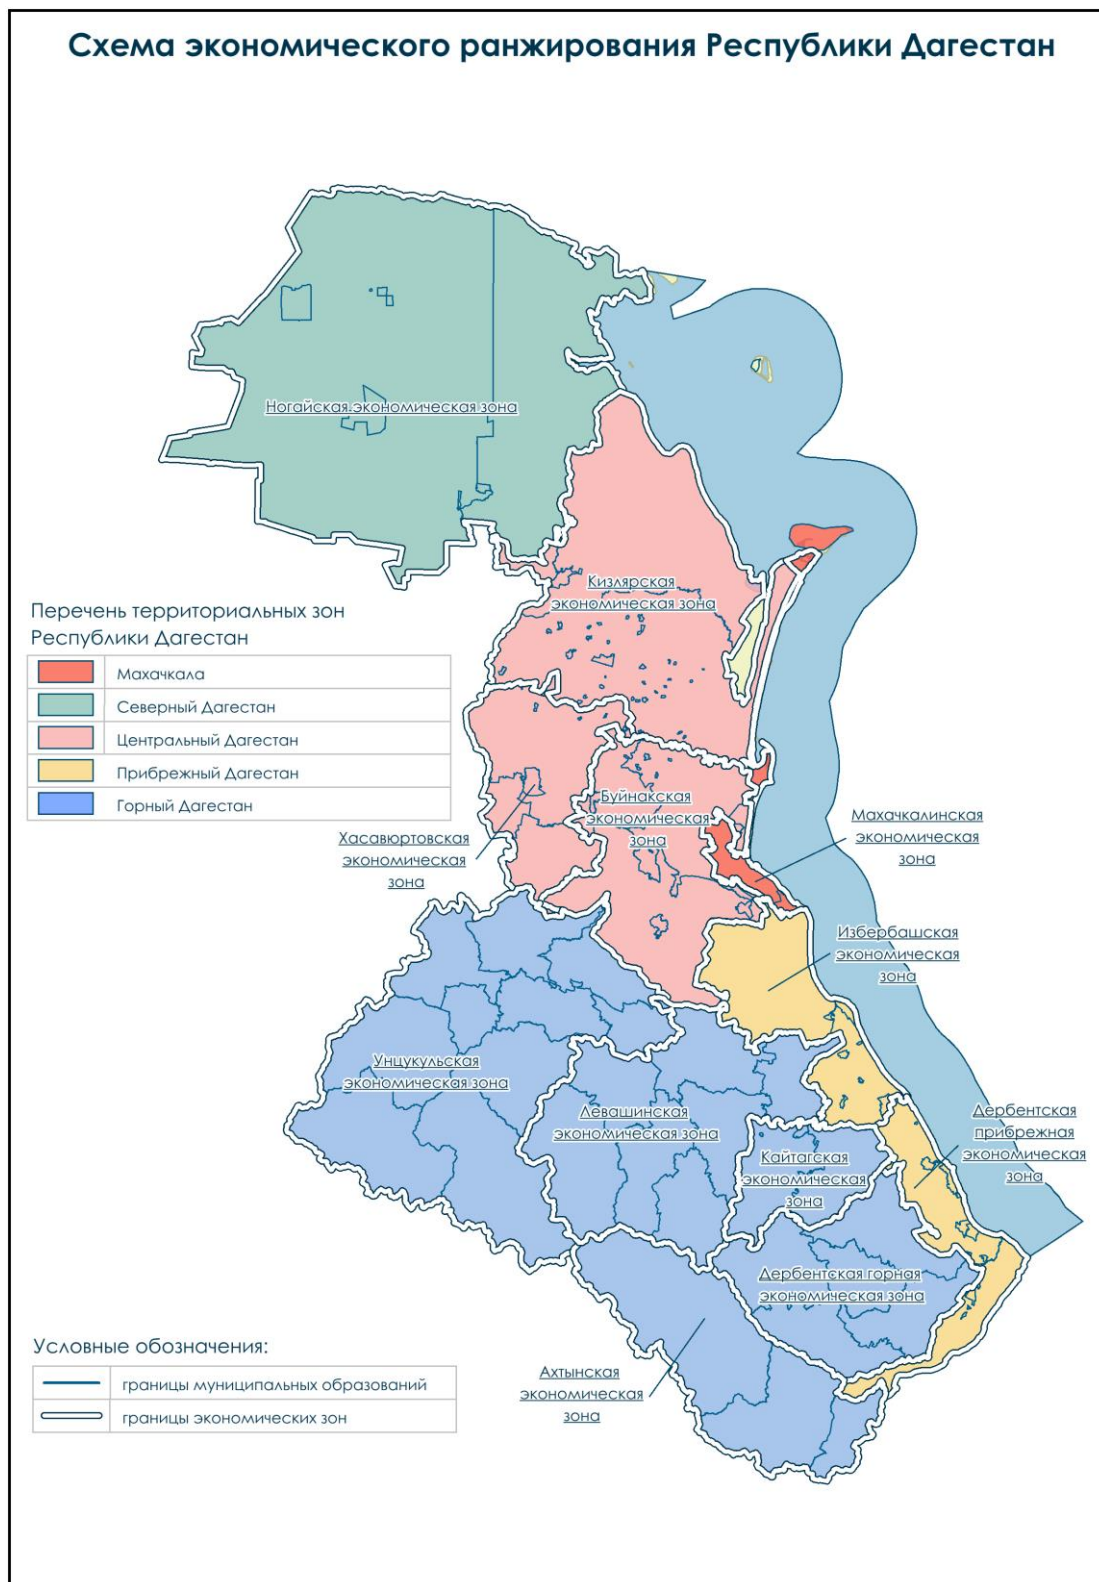 Схема экономического ранжирования Республики Дагестан
Ногайская экономическая зона
Кизлярская
экономическая зона
Перечень территориальных зон
Республики Дагестан
Махачкала
Северный Дагестан
Центральный Дагестан
Прибрежный Дагестан
Горный Дагестан
Буйнакская
экономическая
зона
Хасавюртовская
экономическая
зона
Махачкалинская
экономическая
зона
Избербашская
экономическая
зона
Унцукульская
экономическая зона
Левашинская
экономическая зона
Кайтагская
экономическая
зона
Дербентская
прибрежная
экономическая
зона
Дербентская горная
экономическая зона
Ахтынская
экономическая
зона
Условные обозначения:
границы муниципальных образований
границы экономических зон